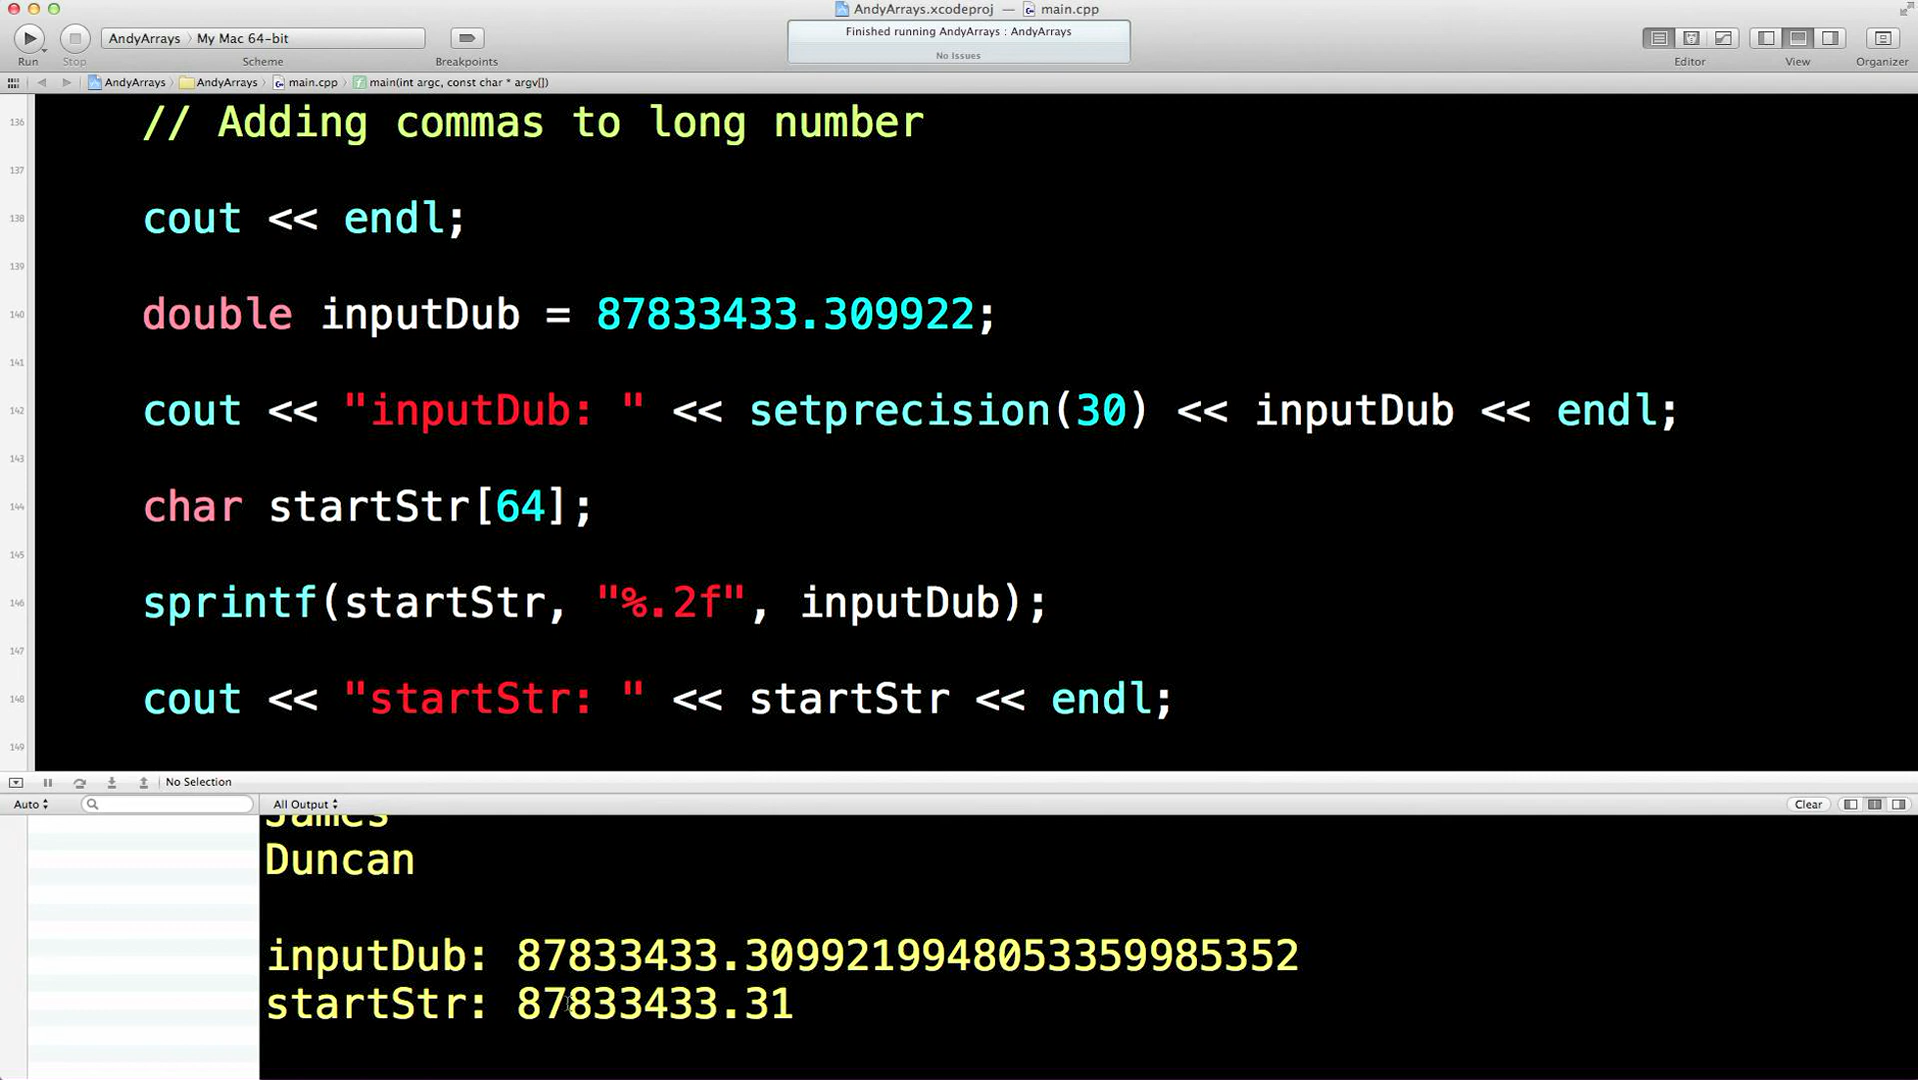 AndyArrays.xcodeproj — main.cpp
AndyArrays › My Mac 64-bit
Finished running AndyArrays : AndyArrays
No Issues
Run
Stop
Scheme
Breakpoints
Editor
View
Organizer
AndyArrays › AndyArrays › main.cpp › main(int argc, const char * argv[])
136 // Adding commas to long number
137
138 cout << endl;
139
140 double inputDub = 87833433.309922;
141
142 cout << "inputDub: " << setprecision(30) << inputDub << endl;
143
144 char startStr[64];
145
146 sprintf(startStr, "%.2f", inputDub);
147
148 cout << "startStr: " << startStr << endl;
149
No Selection
Auto
All Output
Clear
James
Duncan
inputDub: 87833433.3099219948053359985352
startStr: 87833433.31